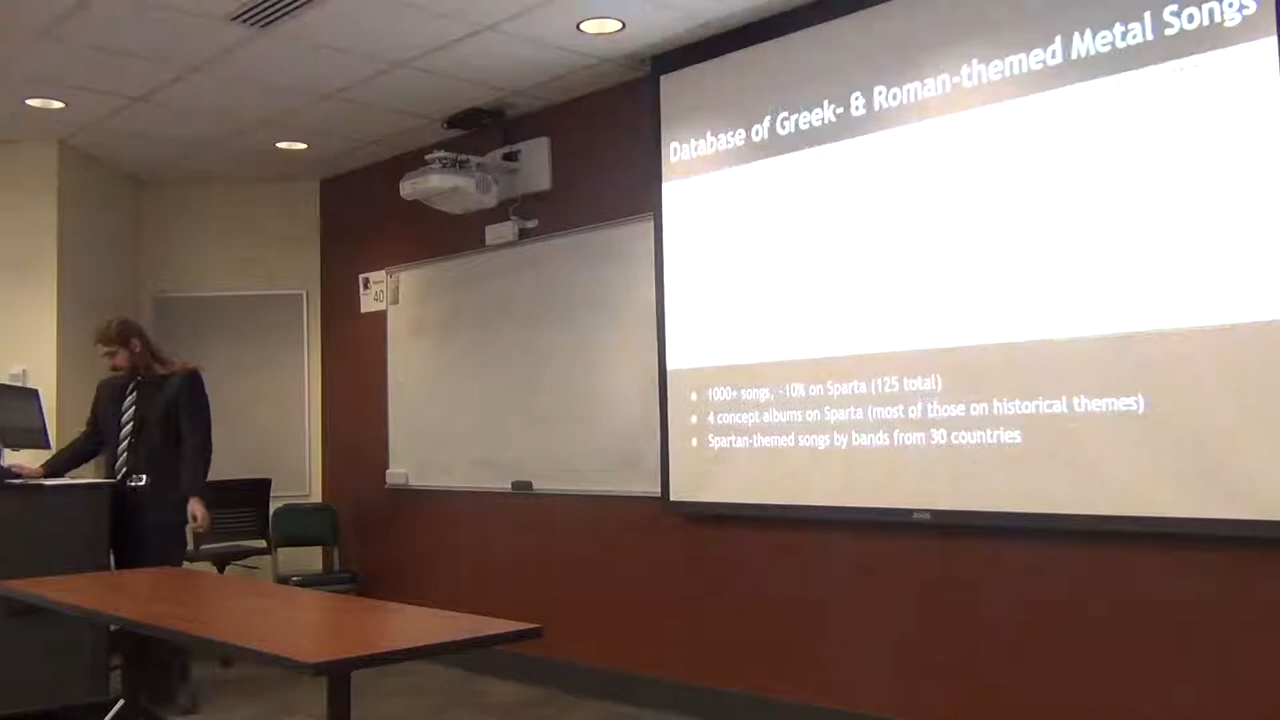 Database of Greek- & Roman-themed Metal Songs
40
1000+ songs, ~10% on Sparta (125 total)
4 concept albums on Sparta (most of those on historical themes)
Spartan-themed songs by bands from 30 countries